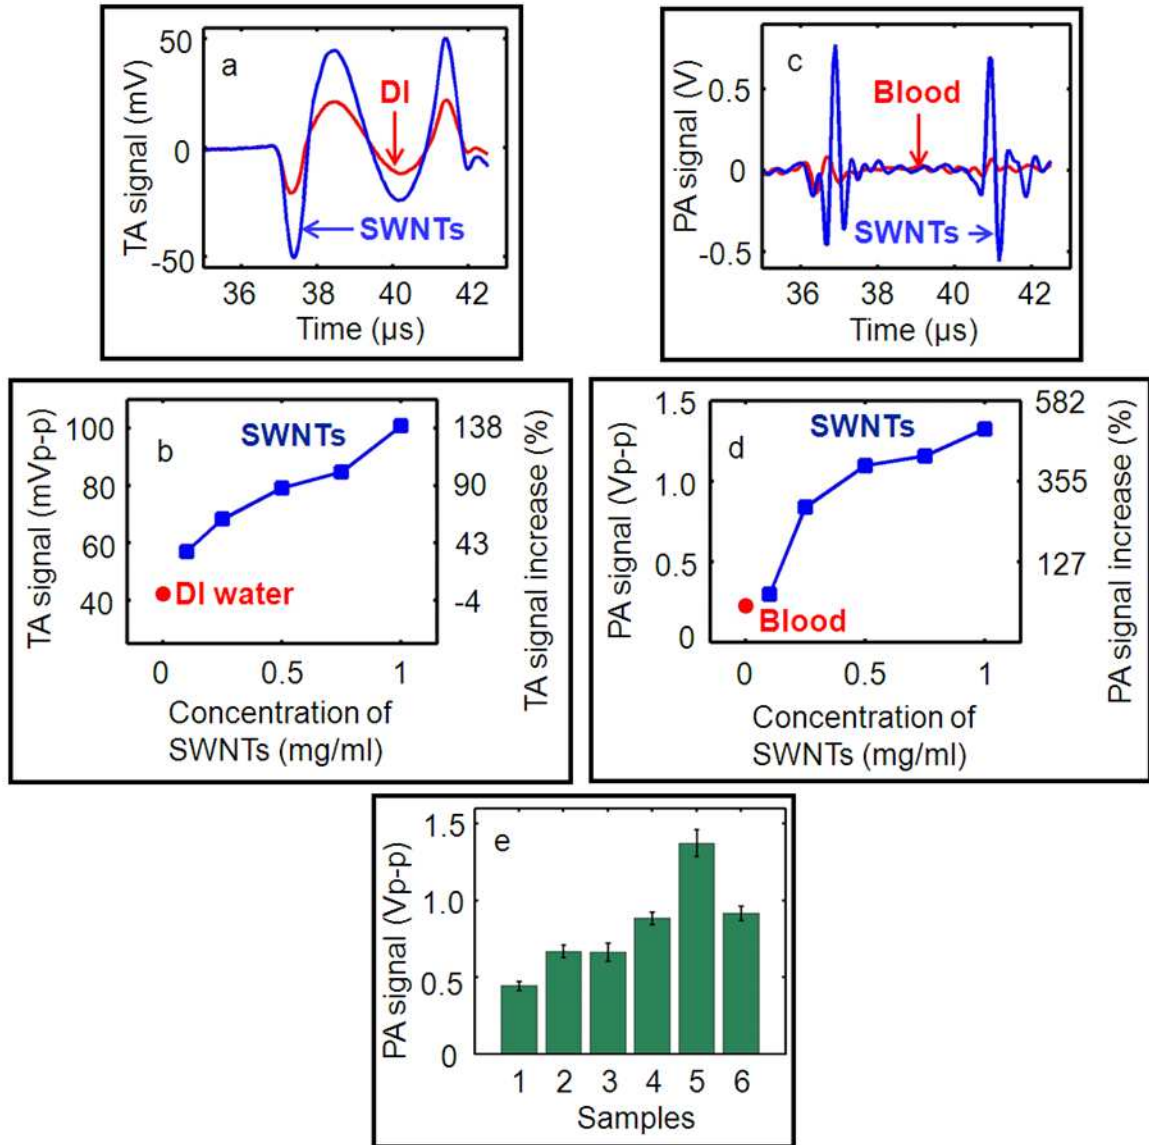 a
TA signal (mV)
50
0
-50
DI
SWNTs
36 38 40 42
Time (µs)
c
PA signal (V)
0.5
0
-0.5
Blood
SWNTs
36 38 40 42
Time (µs)
b
TA signal (mVp-p)
100
80
60
40
SWNTs
DI water
138
90
43
-4
TA signal increase (%)
0 0.5 1
Concentration of
SWNTs (mg/ml)
d
PA signal (Vp-p)
1.5
1.0
0.5
0
SWNTs
Blood
582
355
127
PA signal increase (%)
0 0.5 1
Concentration of
SWNTs (mg/ml)
e
PA signal (Vp-p)
1.5
1.0
0.5
0
1 2 3 4 5 6
Samples